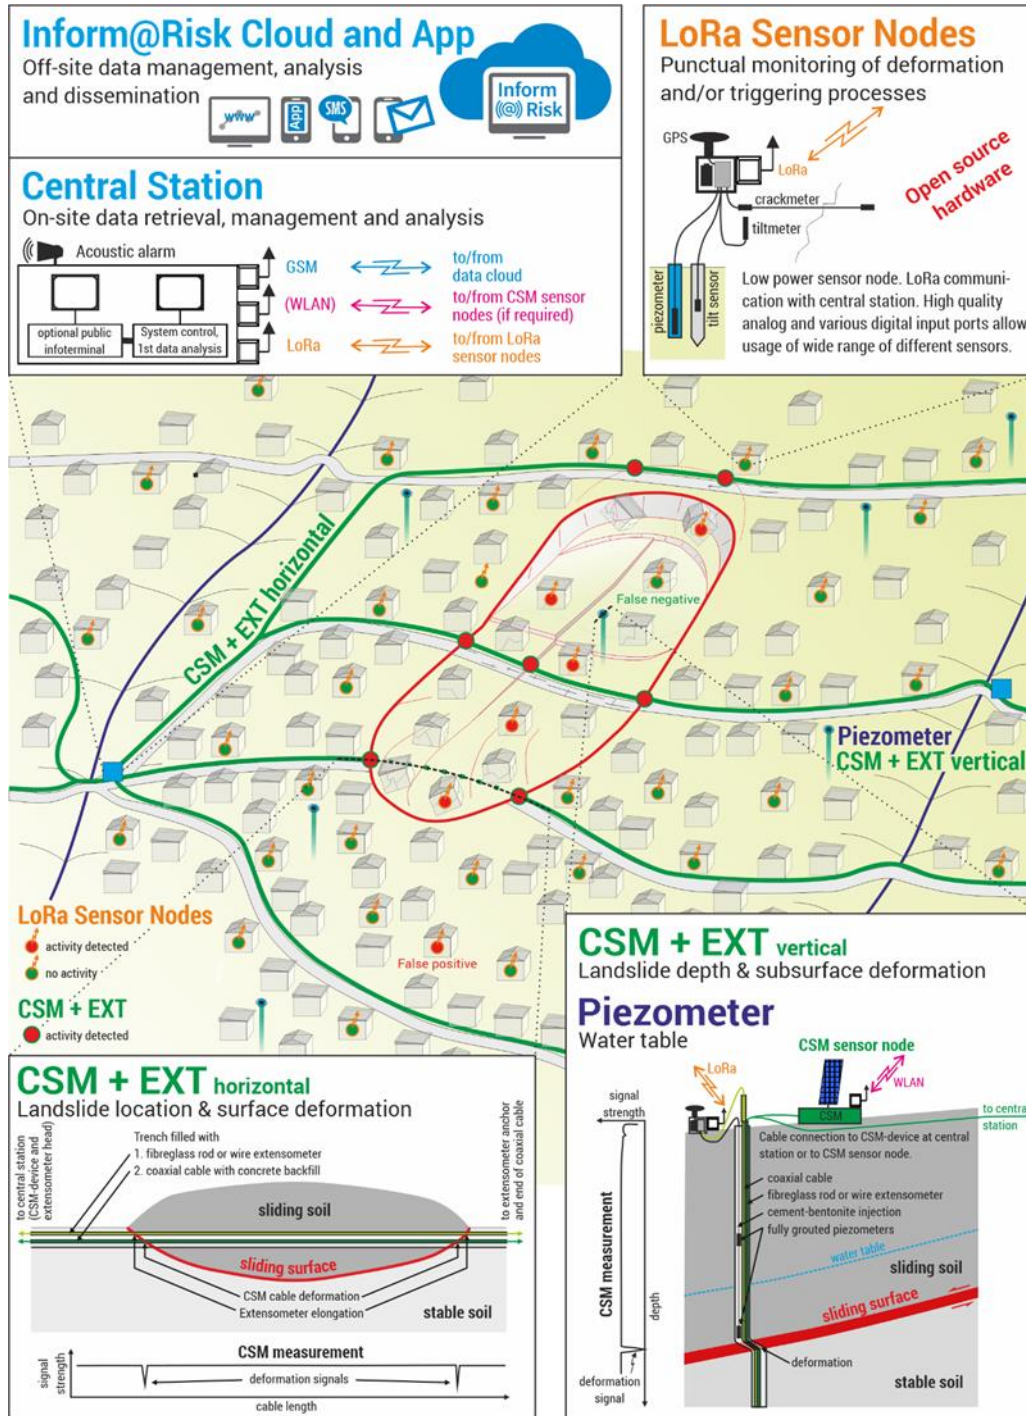 Inform@Risk Cloud and App
Off-site data management, analysis
and dissemination
www
App
SMS
Inform
(@) Risk
Central Station
On-site data retrieval, management and analysis
Acoustic alarm
optional public
infoterminal
System control,
1st data analysis
GSM
to/from
data cloud
(WLAN)
to/from CSM sensor
nodes (if required)
LoRa
to/from LoRa
sensor nodes
LoRa Sensor Nodes
Punctual monitoring of deformation
and/or triggering processes
GPS
LoRa
Open source
hardware
crackmeter
tiltmeter
piezometer
tilt sensor
Low power sensor node. LoRa communi-
cation with central station. High quality
analog and various digital input ports allow
usage of wide range of different sensors.
CSM + EXT horizontal
False negative
Piezometer
CSM + EXT vertical
False positive
LoRa Sensor Nodes
activity detected
no activity
CSM + EXT
activity detected
CSM + EXT horizontal
Landslide location & surface deformation
to central station
(CSM-device and
extensometer head)
Trench filled with
1. fibreglass rod or wire extensometer
2. coaxial cable with concrete backfill
to extensometer anchor
and end of coaxial cable
sliding soil
sliding surface
CSM cable deformation
Extensometer elongation
stable soil
CSM measurement
signal
strength
deformation signals
cable length
CSM + EXT vertical
Landslide depth & subsurface deformation
Piezometer
Water table
CSM sensor node
LoRa
WLAN
signal
strength
CSM
to central
station
Cable connection to CSM-device at central
station or to CSM sensor node.
coaxial cable
fibreglass rod or wire extensometer
cement-bentonite injection
fully grouted piezometers
CSM measurement
depth
water table
sliding soil
sliding surface
deformation
deformation
signal
stable soil